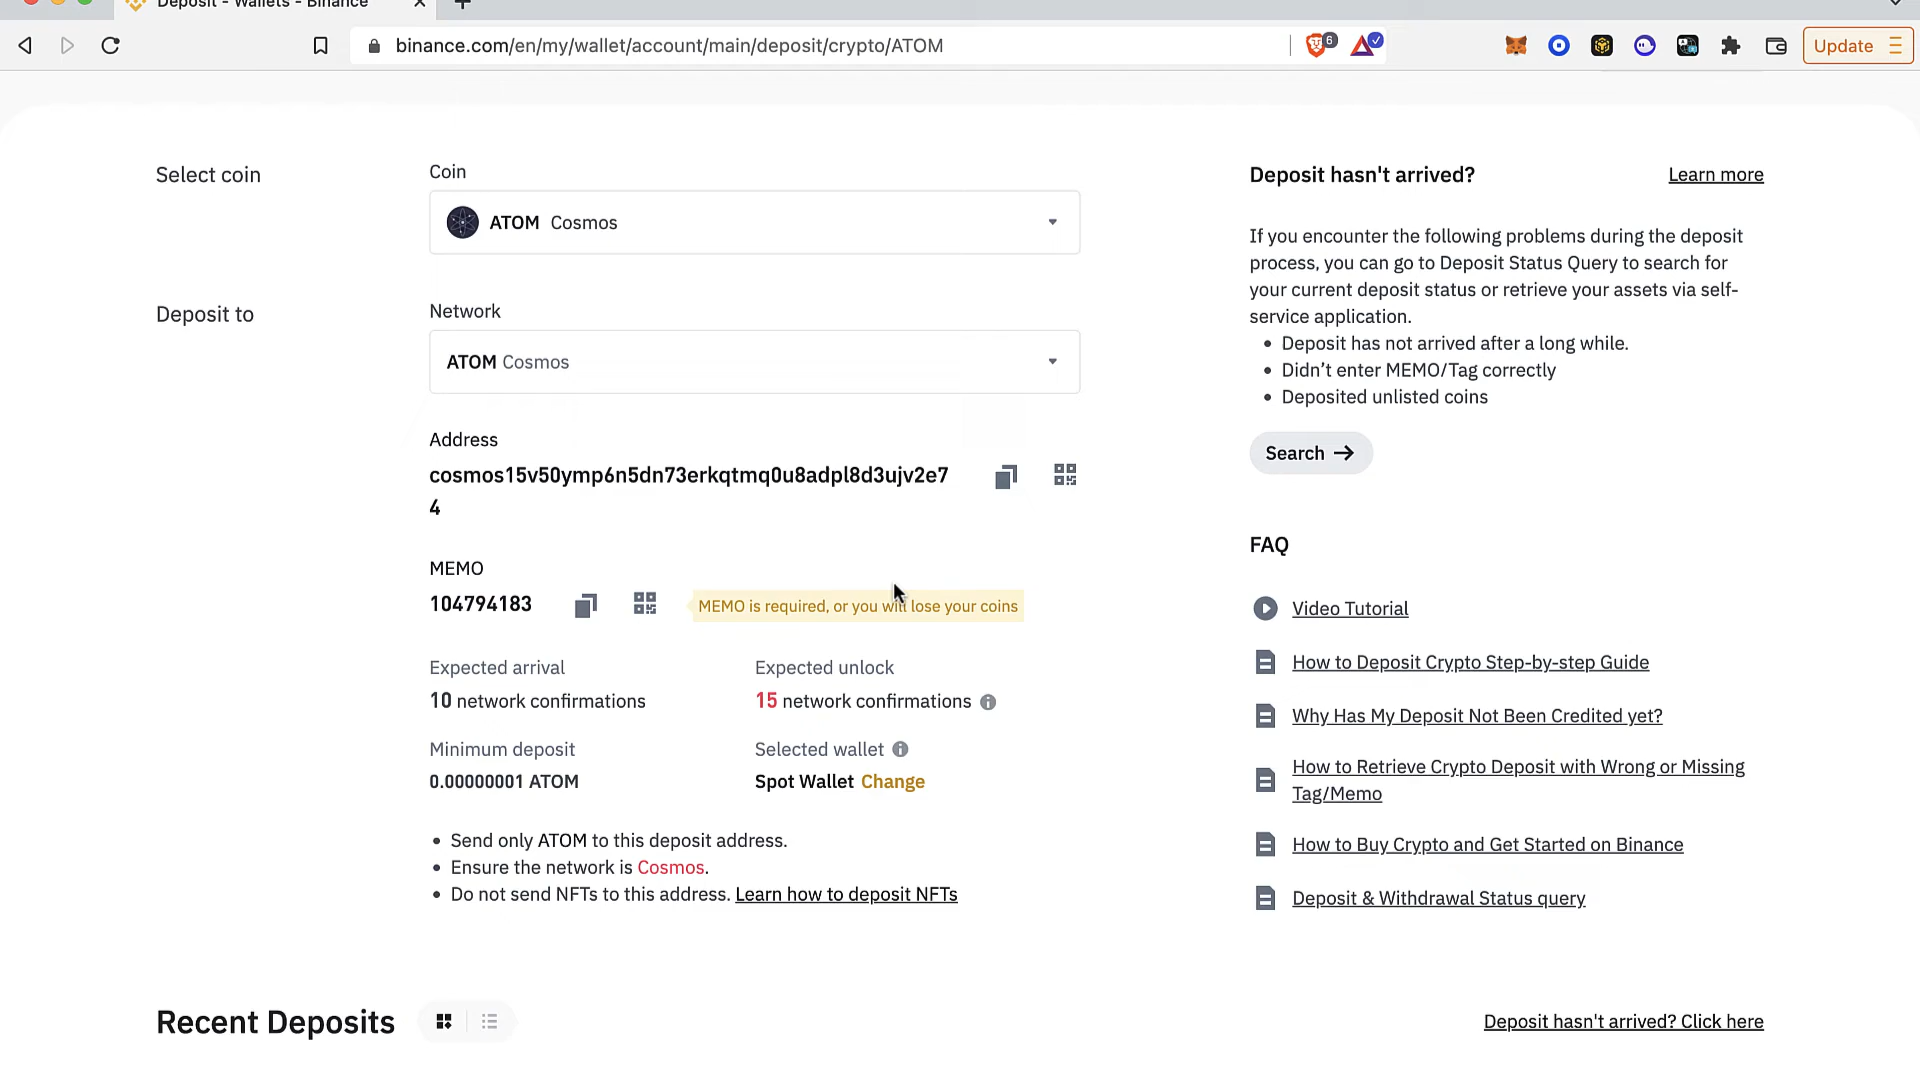 Deposit - Wallets - Binance
binance.com/en/my/wallet/account/main/deposit/crypto/ATOM
6
Update
Select coin
Coin
ATOM Cosmos
Deposit to
Network
ATOM Cosmos
Address
cosmos15v50ymp6n5dn73erkqtmq0u8adpl8d3ujv2e7
4
MEMO
104794183
MEMO is required, or you will lose your coins
Expected arrival
10 network confirmations
Expected unlock
15 network confirmations
Minimum deposit
0.00000001 ATOM
Selected wallet
Spot Wallet Change
• Send only ATOM to this deposit address.
• Ensure the network is Cosmos.
• Do not send NFTs to this address. Learn how to deposit NFTs
Deposit hasn't arrived?
Learn more
If you encounter the following problems during the deposit
process, you can go to Deposit Status Query to search for
your current deposit status or retrieve your assets via self-
service application.
• Deposit has not arrived after a long while.
• Didn’t enter MEMO/Tag correctly
• Deposited unlisted coins
Search
FAQ
Video Tutorial
How to Deposit Crypto Step-by-step Guide
Why Has My Deposit Not Been Credited yet?
How to Retrieve Crypto Deposit with Wrong or Missing
Tag/Memo
How to Buy Crypto and Get Started on Binance
Deposit & Withdrawal Status query
Recent Deposits
Deposit hasn't arrived? Click here